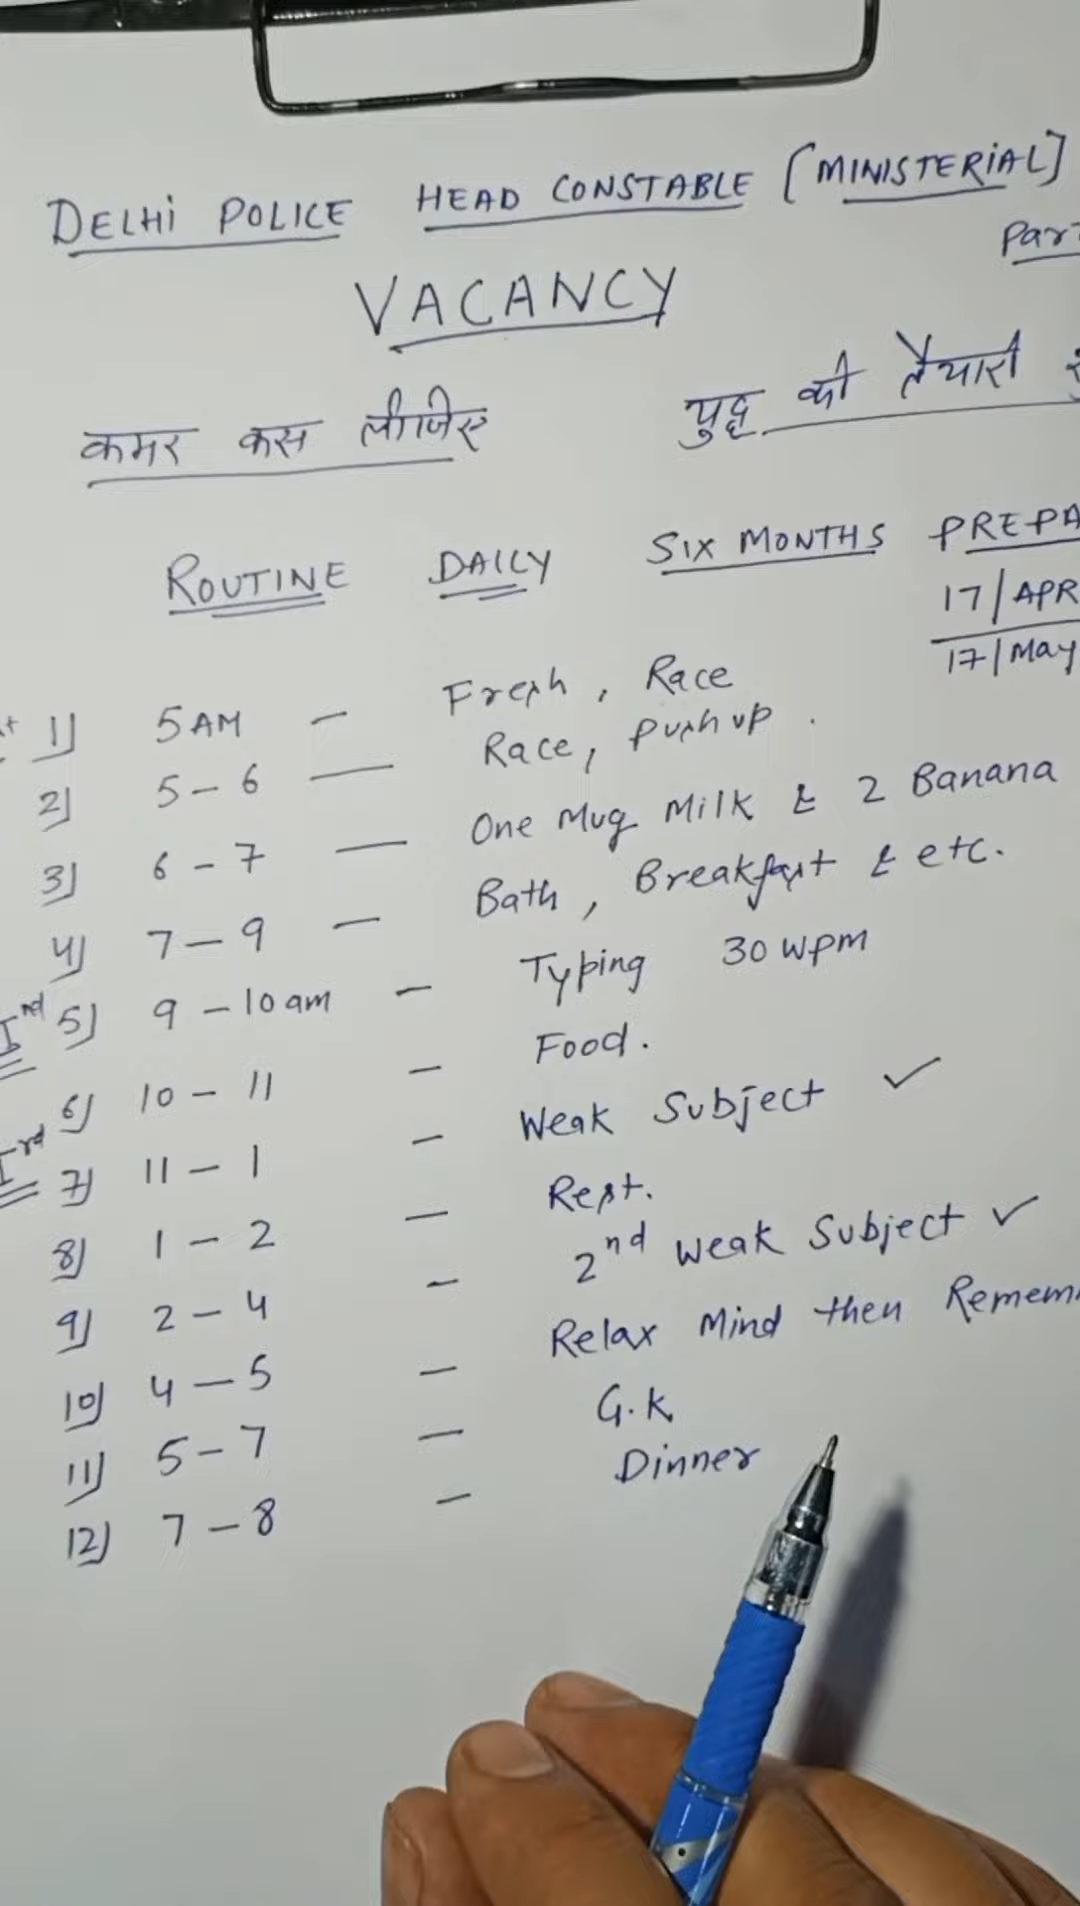 DELHI POLICE HEAD CONSTABLE [MINISTERIAL]
Part
VACANCY
कमर कस लीजिए युद्ध की तैयारी
ROUTINE DAILY SIX MONTHS PREPA
17/APR
17/May
1) 5AM — Fresh, Race
2) 5-6 — Race, Pushup.
3) 6-7 — One Mug Milk & 2 Banana
4) 7-9 — Bath, Breakfast & etc.
5) 9-10am — Typing 30 wpm
6) 10-11 — Food.
7) 11-1 — Weak Subject ✓
8) 1-2 — Rest.
9) 2-4 — 2nd weak Subject ✓
10) 4-5 — Relax Mind then Rememb
11) 5-7 — G.K
12) 7-8 — Dinner